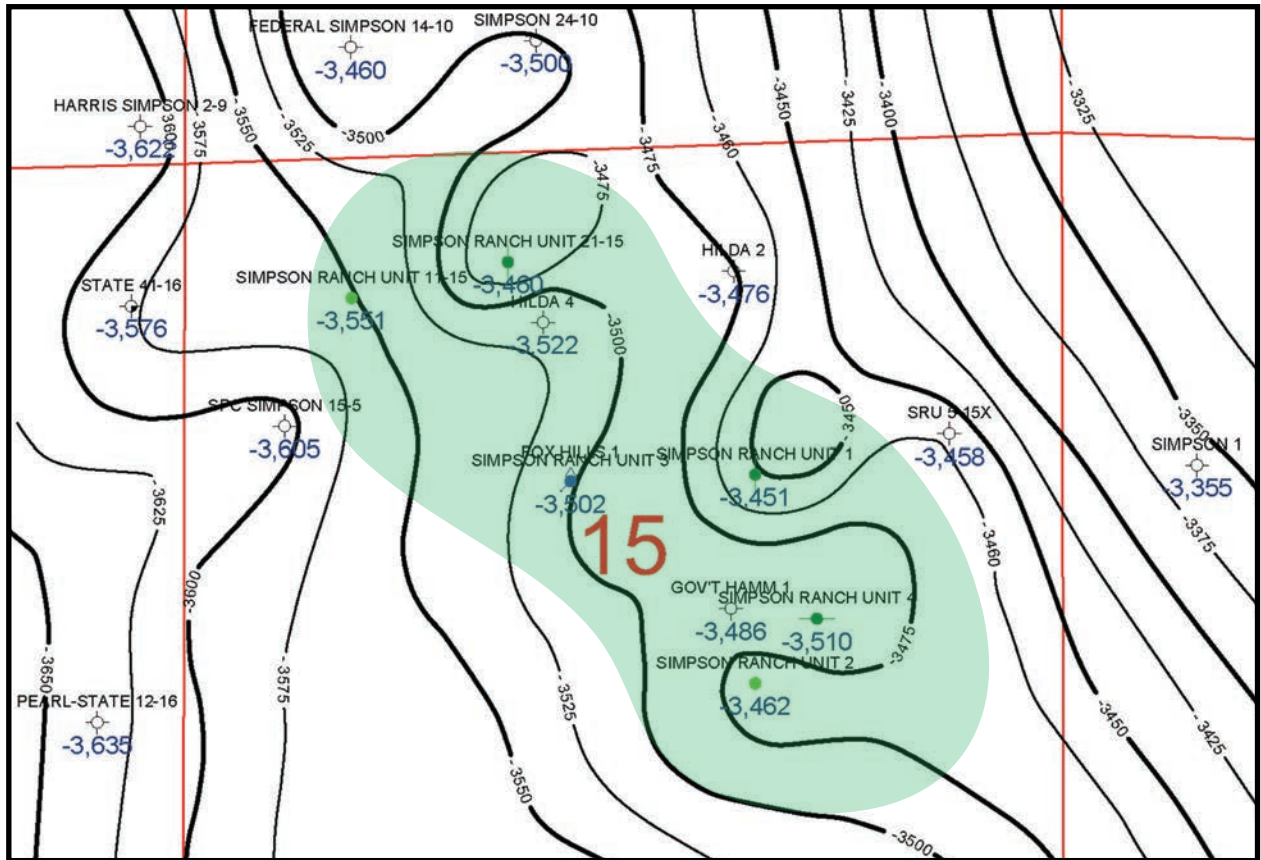 FEDERAL SIMPSON 14-10
-3,460
SIMPSON 24-10
-3,500
HARRIS SIMPSON 2-9
-3,622
-3600
-3575
-3550
-3525
-3500
-3475
-3475
-3460
-3450
-3425
-3400
-3325
SIMPSON RANCH UNIT 21-15
-3,460
SIMPSON RANCH UNIT 11-15
-3,551
HILDA 4
-3,522
HILDA 2
-3,476
STATE 41-16
-3,576
-3500
SPC SIMPSON 15-5
-3,605
FOX HILLS 1
SIMPSON RANCH UNIT 3
-3,502
SIMPSON RANCH UNIT 1
-3,451
-3450
SRU 5-15X
-3,458
-3350
SIMPSON 1
-3,355
-3375
-3625
15
-3460
-3600
GOV'T HAMM 1
-3,486
SIMPSON RANCH UNIT 4
-3,510
-3475
SIMPSON RANCH UNIT 2
-3,462
-3650
PEARL-STATE 12-16
-3,635
-3575
-3525
-3550
-3450
-3425
-3500